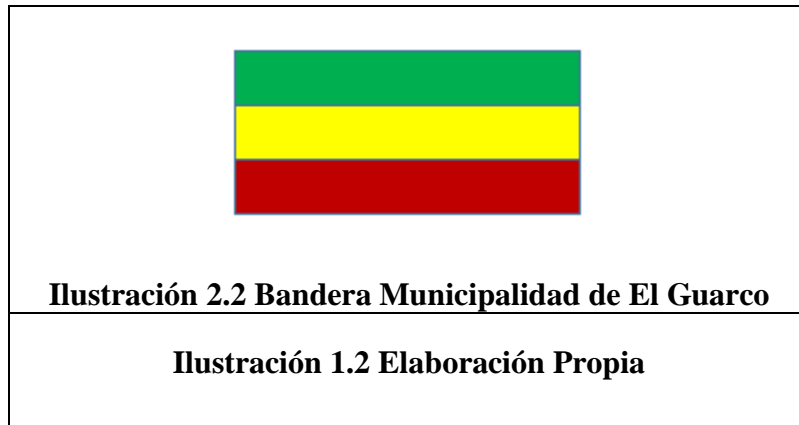 Ilustración 2.2 Bandera Municipalidad de El Guarco
Ilustración 1.2 Elaboración Propia